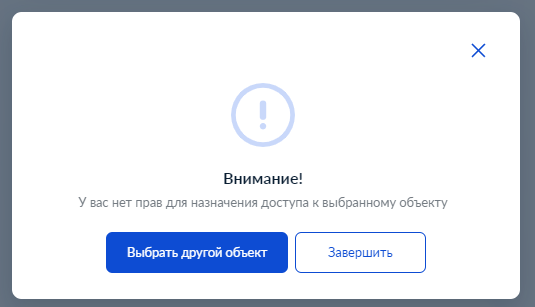 Внимание!
У вас нет прав для назначения доступа к выбранному объекту
Выбрать другой объект
Завершить